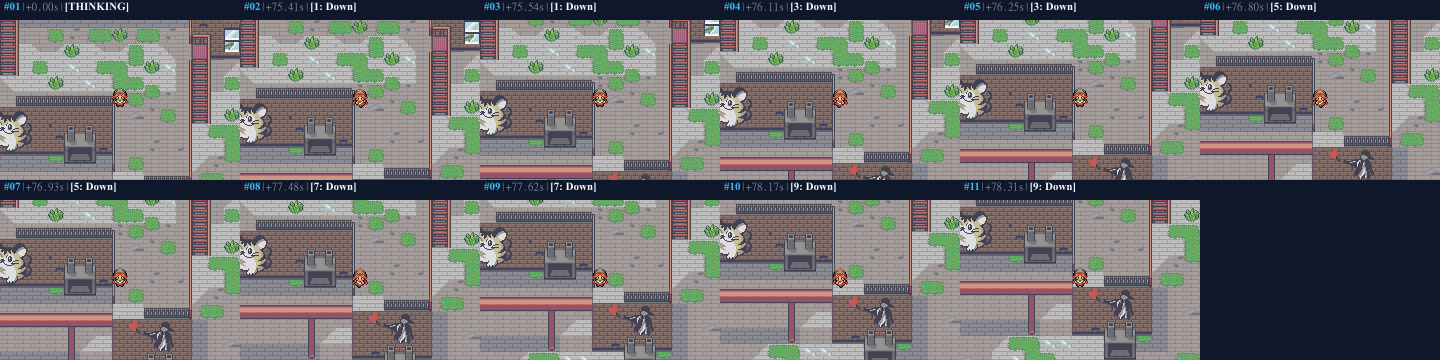 #01|+0.00s|[THINKING]
#02|+75.41s|[1: Down]
#03|+75.54s|[1: Down]
#04|+76.11s|[3: Down]
#05|+76.25s|[3: Down]
#06|+76.80s|[5: Down]
#07|+76.93s|[5: Down]
#08|+77.48s|[7: Down]
#09|+77.62s|[7: Down]
#10|+78.17s|[9: Down]
#11|+78.31s|[9: Down]